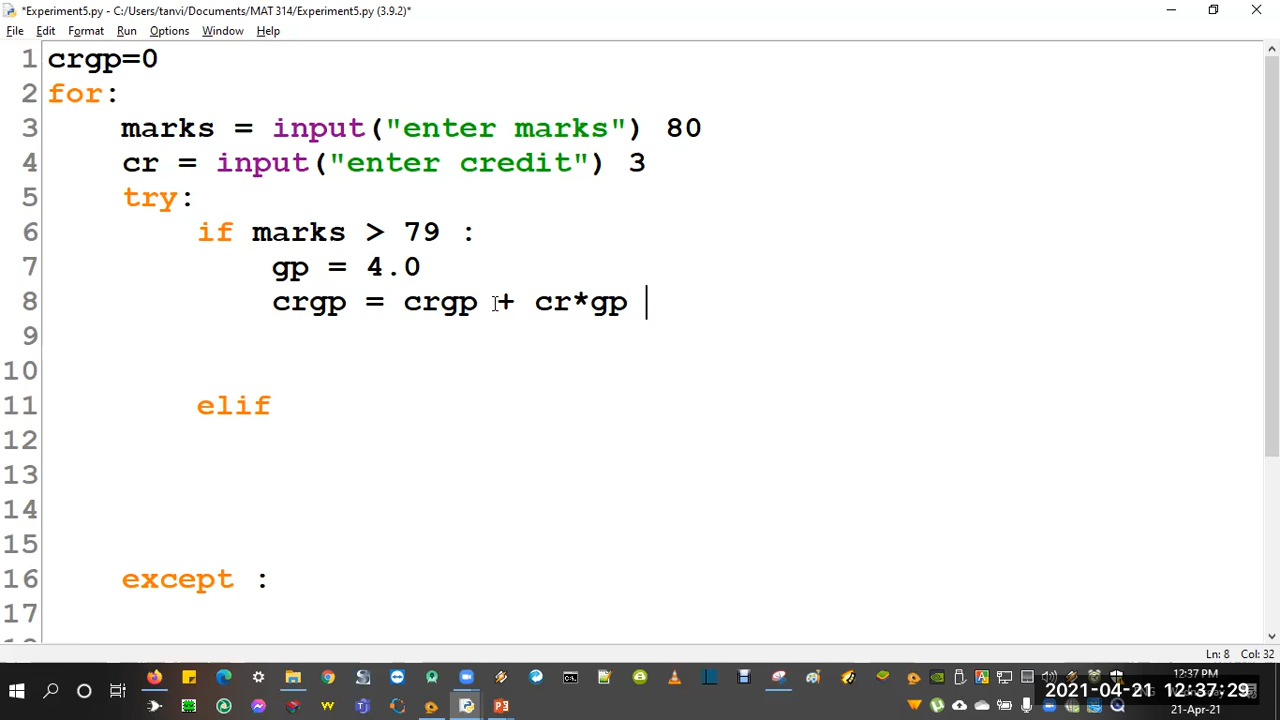 *Experiment5.py - C:/Users/tanvi/Documents/MAT 314/Experiment5.py (3.9.2)*
File Edit Format Run Options Window Help
1 crgp=0
2 for:
3 marks = input("enter marks") 80
4 cr = input("enter credit") 3
5 try:
6 if marks > 79 :
7 gp = 4.0
8 crgp = crgp + cr*gp
9
10
11 elif
12
13
14
15
16 except :
17
Ln: 8 Col: 32
12:37 PM
2021-04-21 12:37:29
21-Apr-21